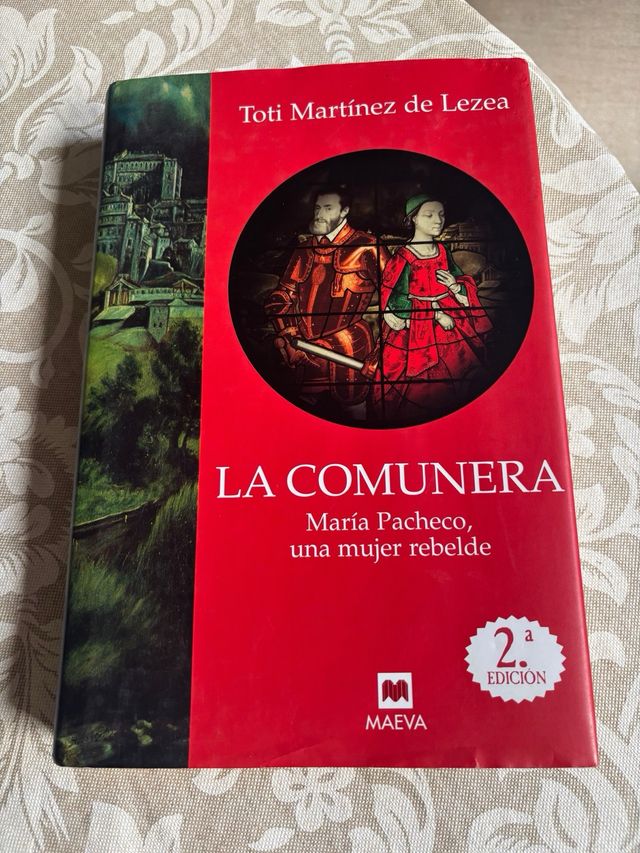 Toti Martínez de Lezea
LA COMUNERA
María Pacheco,
una mujer rebelde
2.ª
EDICIÓN
MAEVA